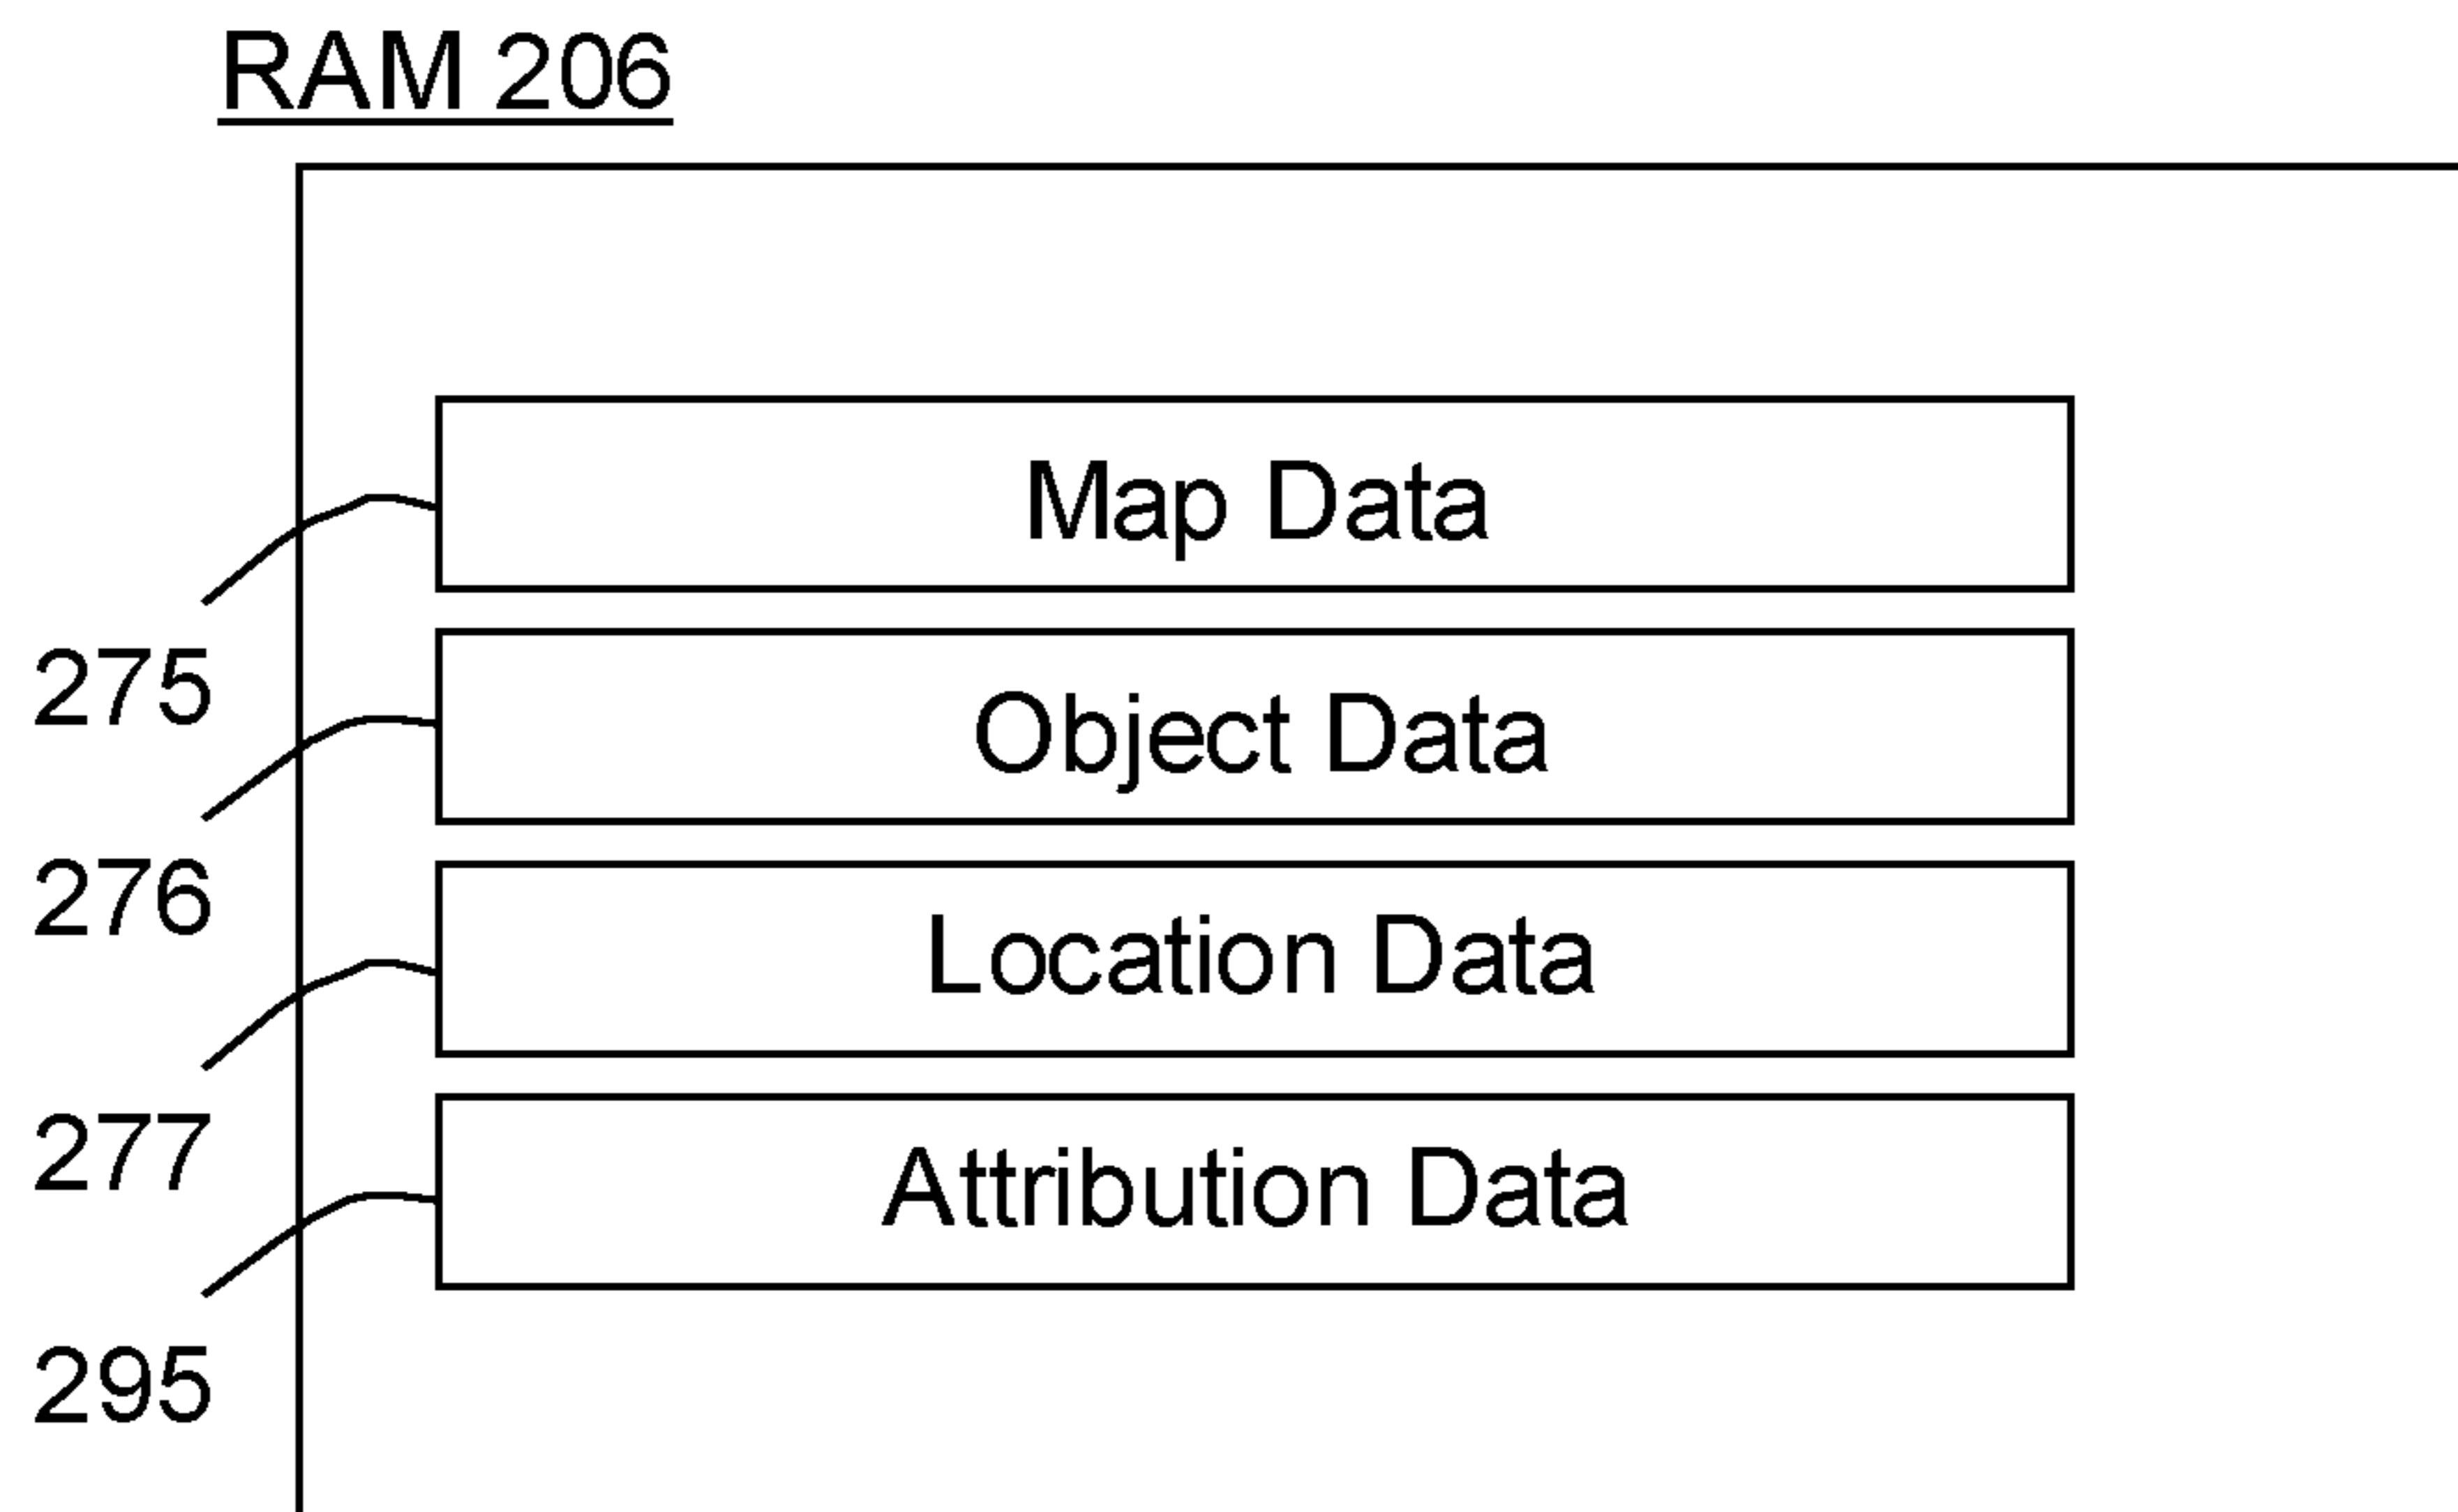 RAM 206
Map Data
275
Object Data
276
Location Data
277
Attribution Data
295